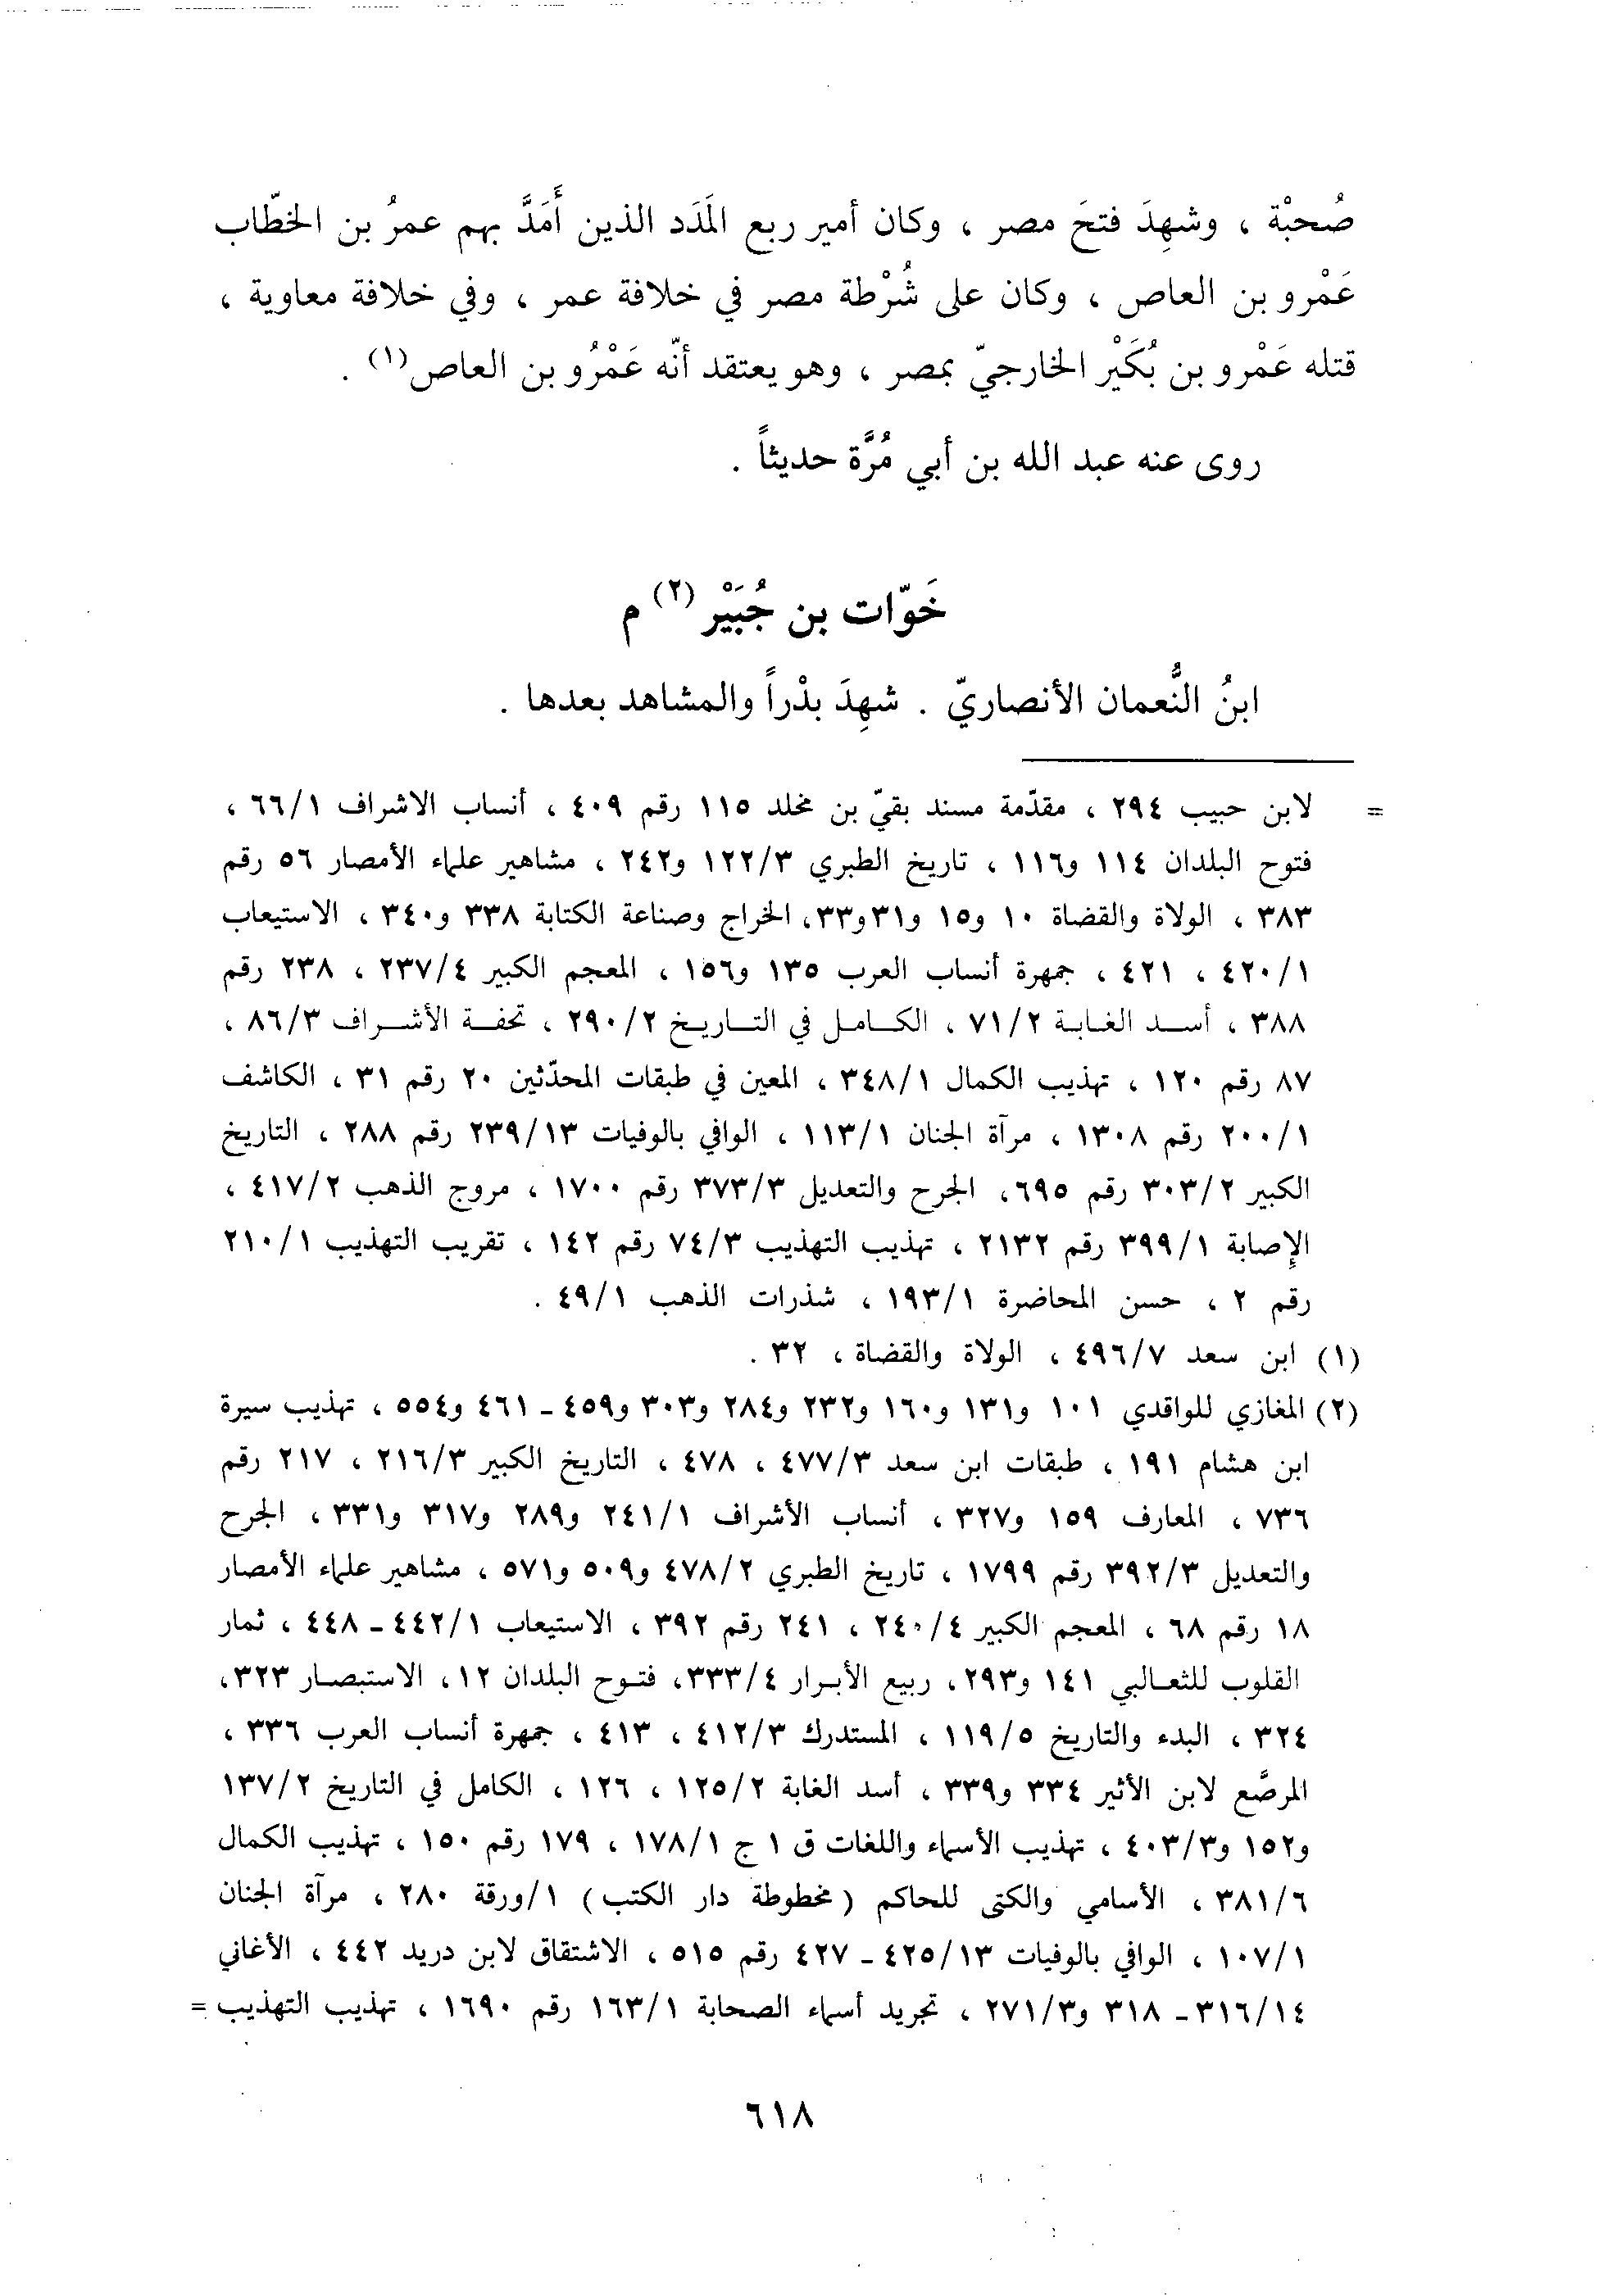 صُحبْة ، وشهِدَ فتحَ مصر ، وكان أمير ربع المَدَد الذين أَمَدَّ بهم عمرُ بن الخطّاب
عَمْرو بن العاص ، وكان على شُرْطة مصر في خلافة عمر ، وفي خلافة معاوية ،
قتله عَمْرو بن بُكَيْر الخارجيّ بمصر ، وهو يعتقد أنّه عَمْرُو بن العاص(١) .
روى عنه عبد الله بن أبي مُرَّة حديثاً .
خَوّات بن جُبَيْر (٢) م
ابنُ النُّعمان الأنصاريّ . شهِدَ بدْراً والمشاهد بعدها .
= لابن حبيب ٢٩٤ ، مقدّمة مسند بقيّ بن مخلد ١١٥ رقم ٤٠٩ ، أنساب الاشراف ٦٦/١ ،
فتوح البلدان ١١٤ و١١٦ ، تاريخ الطبري ١٢٢/٣ و٢٤٢ ، مشاهير علماء الأمصار ٥٦ رقم
٣٨٣ ، الولاة والقضاة ١٠ و١٥ و٣١و٣٣، الخراج وصناعة الكتابة ٣٣٨ و٣٤٠ ، الاستيعاب
٤٢٠/١ ، ٤٢١ ، جمهرة أنساب العرب ١٣٥ و١٥٦ ، المعجم الكبير ٢٣٧/٤ ، ٢٣٨ رقم
٣٨٨ ، أسد الغابة ٧١/٢ ، الكامل في التاريخ ٢٩٠/٢ ، تحفة الأشراف ٨٦/٣ ،
٨٧ رقم ١٢٠ ، تهذيب الكمال ٣٤٨/١ ، المعين في طبقات المحدّثين ٢٠ رقم ٣١ ، الكاشف
٢٠٠/١ رقم ١٣٠٨ ، مرآة الجنان ١١٣/١ ، الوافي بالوفيات ٢٣٩/١٣ رقم ٢٨٨ ، التاريخ
الكبير ٣٠٣/٢ رقم ٦٩٥، الجرح والتعديل ٣٧٣/٣ رقم ١٧٠٠ ، مروج الذهب ٤١٧/٢ ،
الإصابة ٣٩٩/١ رقم ٢١٣٢ ، تهذيب التهذيب ٧٤/٣ رقم ١٤٢ ، تقريب التهذيب ٢١٠/١
رقم ٢ ، حسن المحاضرة ١٩٣/١ ، شذرات الذهب ٤٩/١ .
(١) ابن سعد ٤٩٦/٧ ، الولاة والقضاة ، ٣٢ .
(٢) المغازي للواقدي ١٠١ و١٣١ و١٦٠ و٢٣٢ و٢٨٤ و٣٠٣ و٤٥٩ - ٤٦١ و٥٥٤ ، تهذيب سيرة
ابن هشام ١٩١ ، طبقات ابن سعد ٤٧٧/٣ ، ٤٧٨ ، التاريخ الكبير ٢١٦/٣ ، ٢١٧ رقم
٧٣٦ ، المعارف ١٥٩ و٣٢٧ ، أنساب الأشراف ٢٤١/١ و٢٨٩ و٣١٧ و٣٣١ ، الجرح
والتعديل ٣٩٢/٣ رقم ١٧٩٩ ، تاريخ الطبري ٤٧٨/٢ و٥٠٩ و٥٧١ ، مشاهير علماء الأمصار
١٨ رقم ٦٨ ، المعجم الكبير ٢٤٠/٤ ، ٢٤١ رقم ٣٩٢ ، الاستيعاب ٤٤٢/١ - ٤٤٨ ، ثمار
القلوب للثعالبي ١٤١ و٢٩٣، ربيع الأبرار ٣٣٣/٤، فتوح البلدان ١٢، الاستبصار ٣٢٣،
٣٢٤ ، البدء والتاريخ ١١٩/٥ ، المستدرك ٤١٢/٣ ، ٤١٣ ، جمهرة أنساب العرب ٣٣٦ ،
المرصَّع لابن الأثير ٣٣٤ و٣٣٩ ، أسد الغابة ١٢٥/٢ ، ١٢٦ ، الكامل في التاريخ ١٣٧/٢
و١٥٢ و٤٠٣/٣ ، تهذيب الأسماء واللغات ق ١ ج ١٧٨/١ ، ١٧٩ رقم ١٥٠ ، تهذيب الكمال
٣٨١/٦ ، الأسامي والكنى للحاكم ( مخطوطة دار الكتب ) ١/ورقة ٢٨٠ ، مرآة الجنان
١٠٧/١ ، الوافي بالوفيات ٤٢٥/١٣ - ٤٢٧ رقم ٥١٥ ، الاشتقاق لابن دريد ٤٤٢ ، الأغاني
٣١٦/١٤ - ٣١٨ و٢٧١/٣ ، تجريد أسماء الصحابة ١٦٣/١ رقم ١٦٩٠ ، تهذيب التهذيب =
٦١٨